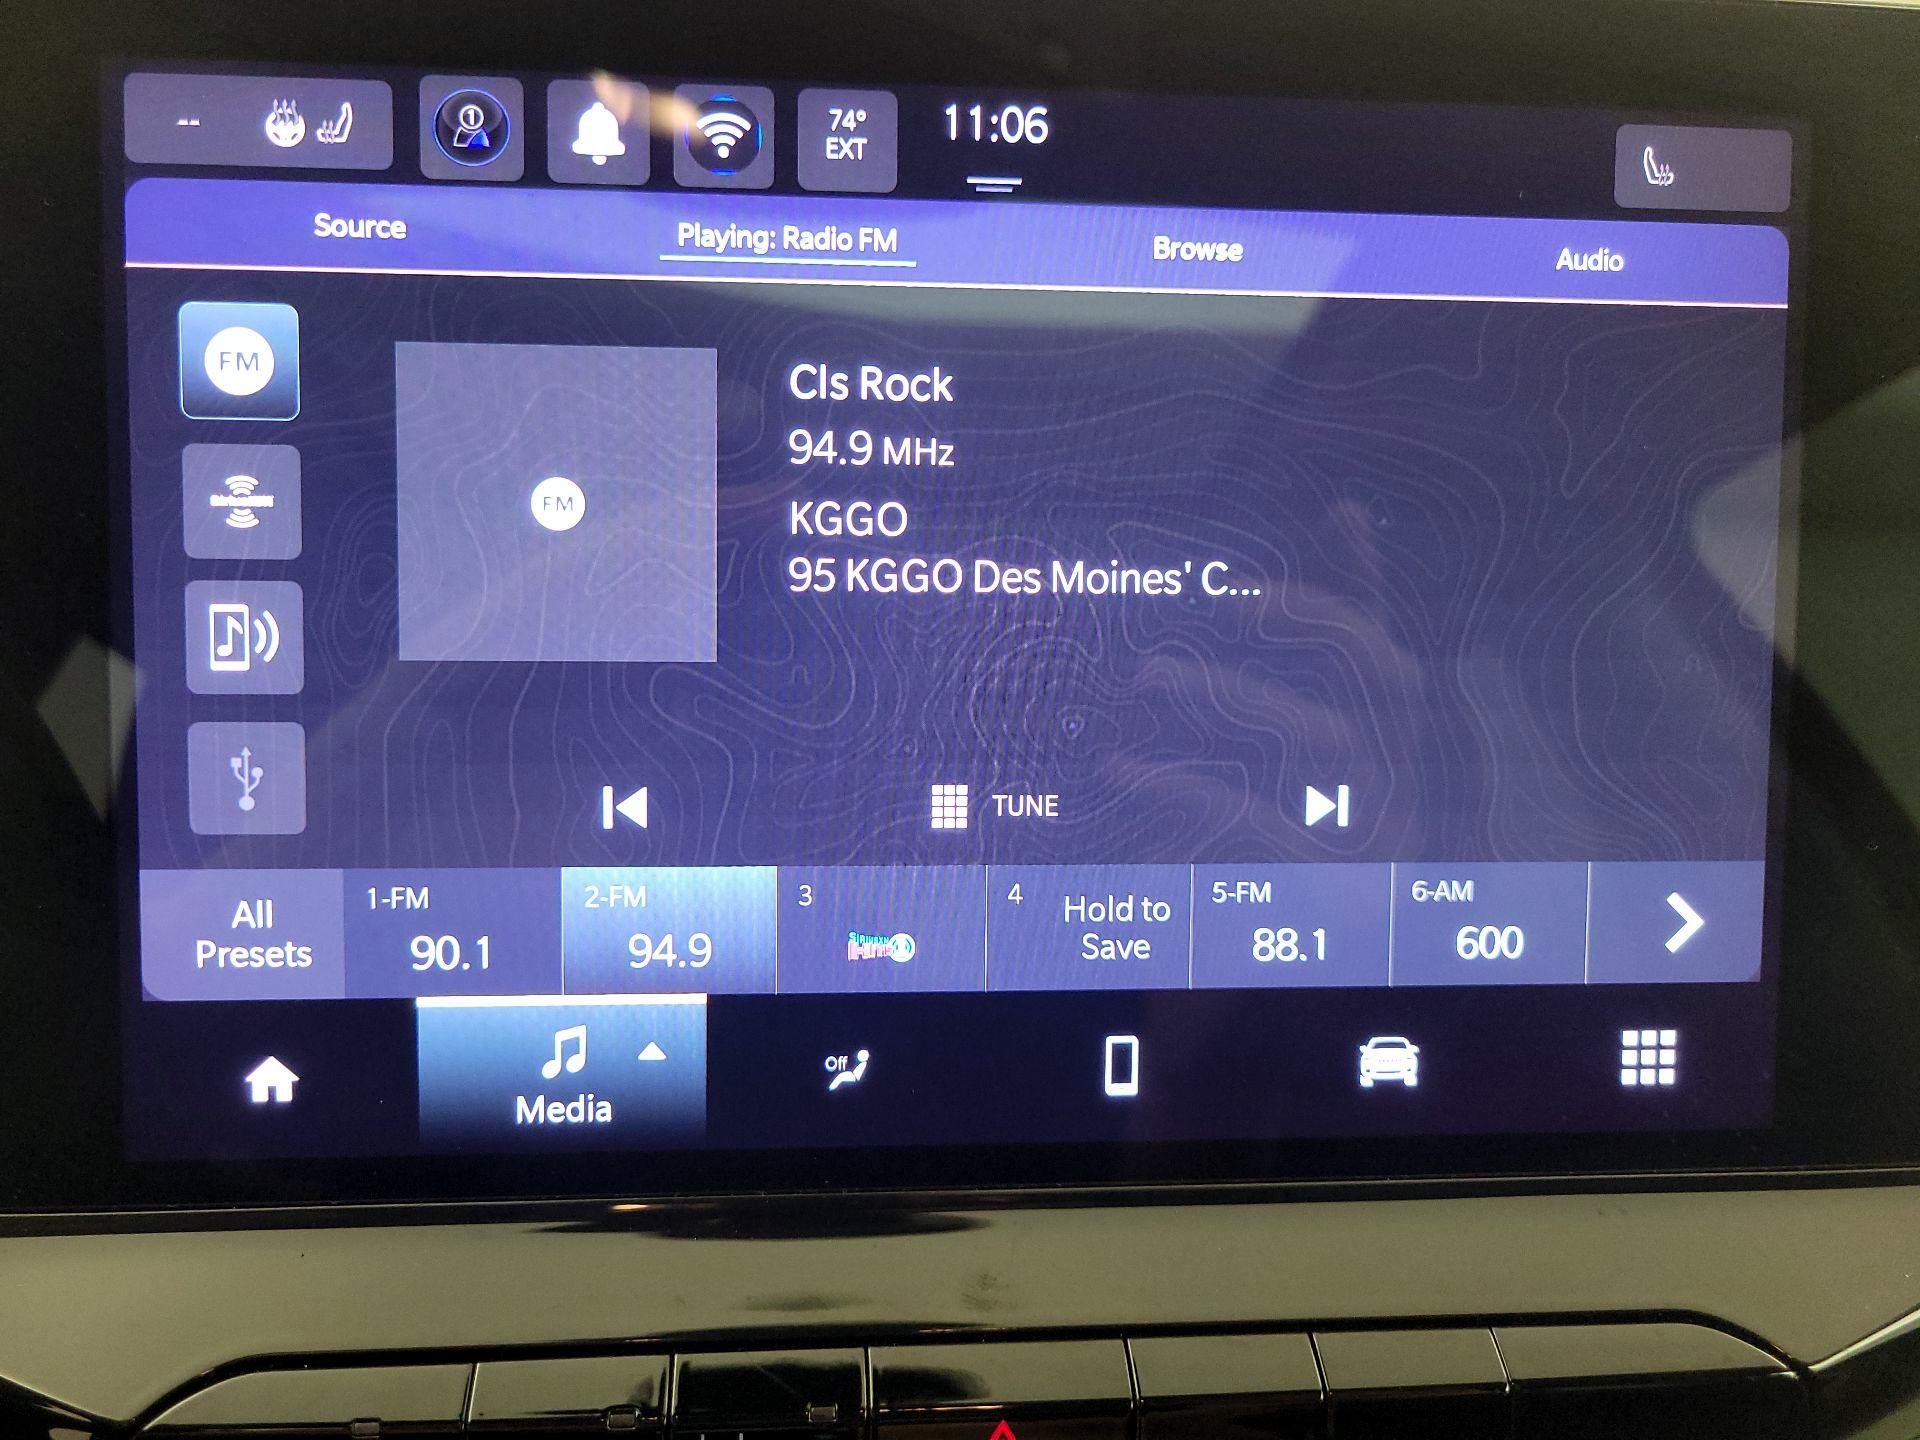 --
1
74°
EXT
11:06
Source
Playing: Radio FM
Browse
Audio
FM
FM
Cls Rock
94.9 MHz
KGGO
95 KGGO Des Moines' C...
TUNE
All
Presets
1-FM
90.1
2-FM
94.9
3
4
Hold to
Save
5-FM
88.1
6-AM
600
Media
Off